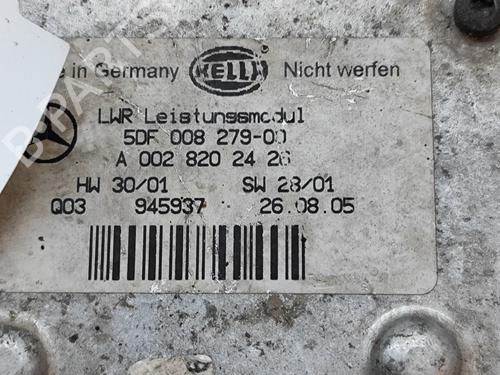 in Germany HELLA Nicht werfen
LWR Leistungsmodul
5DF 008 279-00
A 002 820 24 26
HW 30/01 SW 28/01
Q03 945937 26.08.05